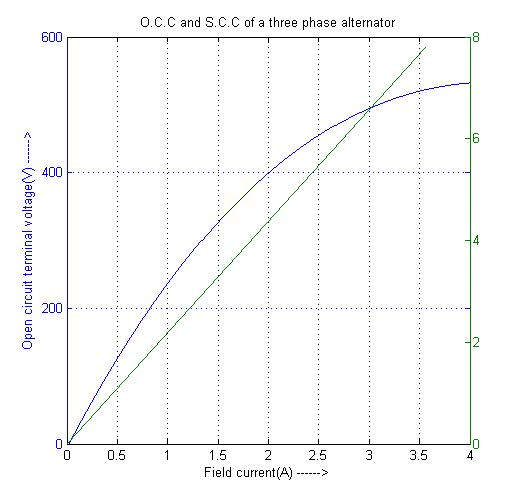 O.C.C and S.C.C of a three phase alternator
Open circuit terminal voltage(V) ------>
600
400
200
0
8
6
4
2
0
0 0.5 1 1.5 2 2.5 3 3.5 4
Field current(A) ------>